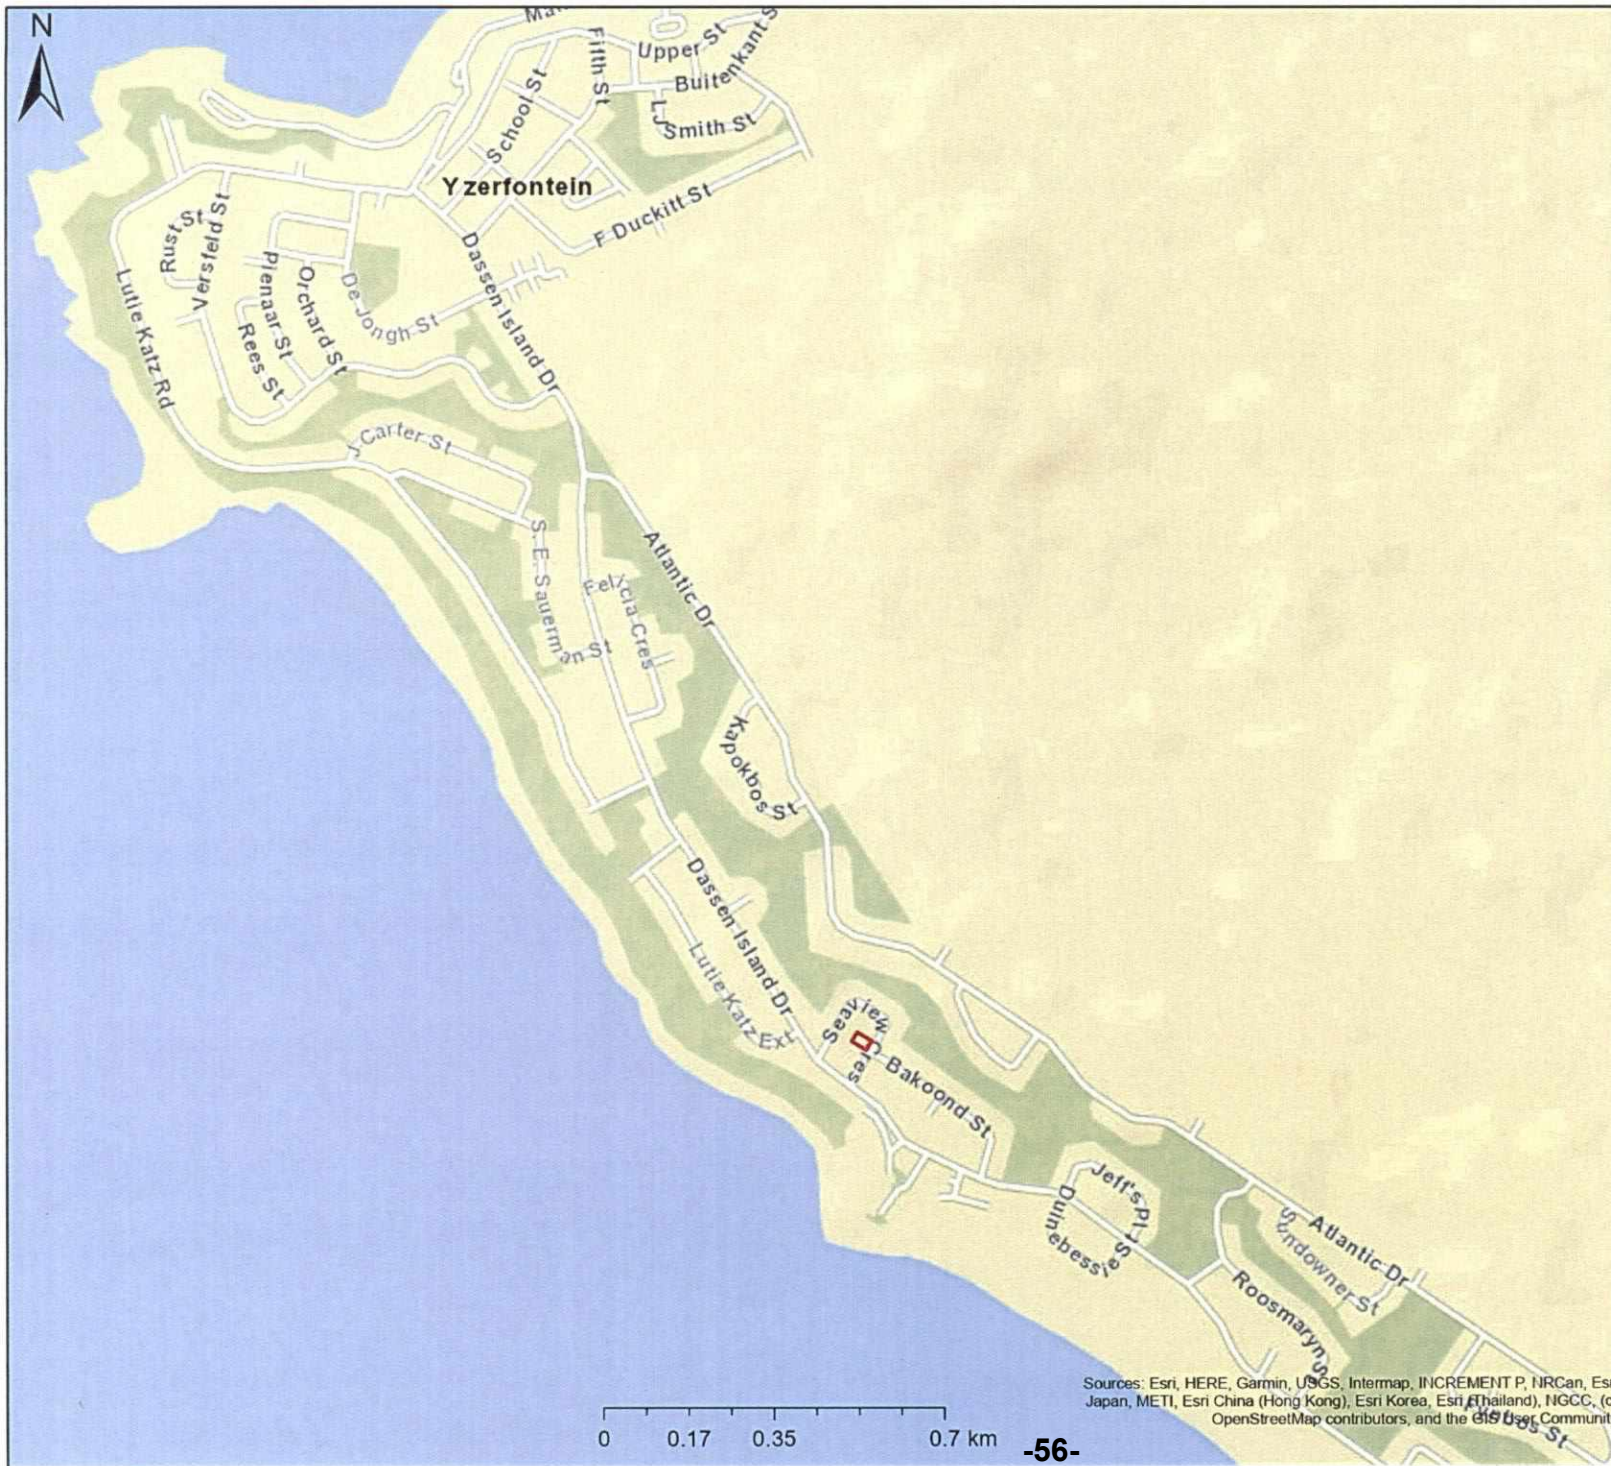 N
Upper St
Buitenkant S
Fifth St
School St
LJ Smith St
Yzerfontein
F Duckitt St
Rust St
Versfeld St
Dassen Island Dr
Pienaar St
Orchard St
De Jongh St
Lutie Katz Rd
Rees St
J Carter St
S. E. Sauerman St
Felicia Cres
Atlantic Dr
Kapokbos St
Dassen Island Dr
Lutie Katz Ext
Seaview Cres
Bakoond St
Jeff's Pl
Duinebessie St
Atlantic Dr
Sundowner St
Roosmaryn St
Fynbos St
Sources: Esri, HERE, Garmin, USGS, Intermap, INCREMENT P, NRCan, Esri
Japan, METI, Esri China (Hong Kong), Esri Korea, Esri (Thailand), NGCC, (c
OpenStreetMap contributors, and the GIS User Communit
0 0.17 0.35 0.7 km
-56-